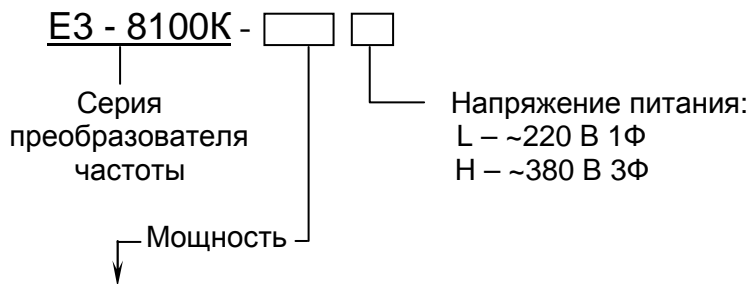 Е3 - 8100К -
Серия
преобразователя
частоты
Напряжение питания:
L – ~220 В 1Ф
Н – ~380 В 3Ф
Мощность